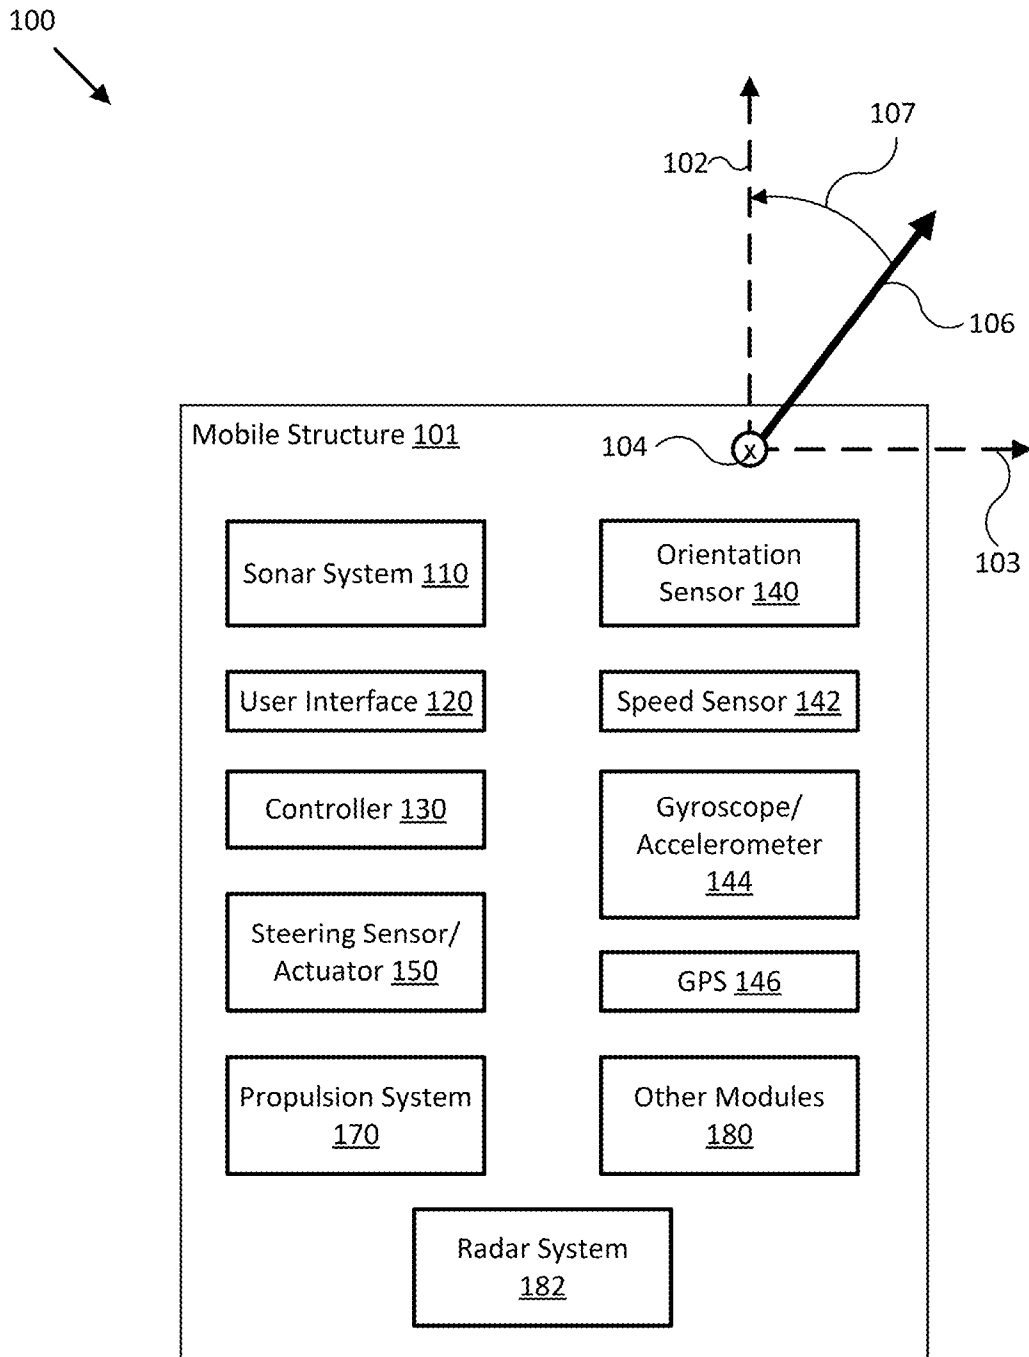 100
107
102
106
Mobile Structure 101
104
x
103
Sonar System 110
Orientation
Sensor 140
User Interface 120
Speed Sensor 142
Controller 130
Gyroscope/
Accelerometer
144
Steering Sensor/
Actuator 150
GPS 146
Propulsion System
170
Other Modules
180
Radar System
182